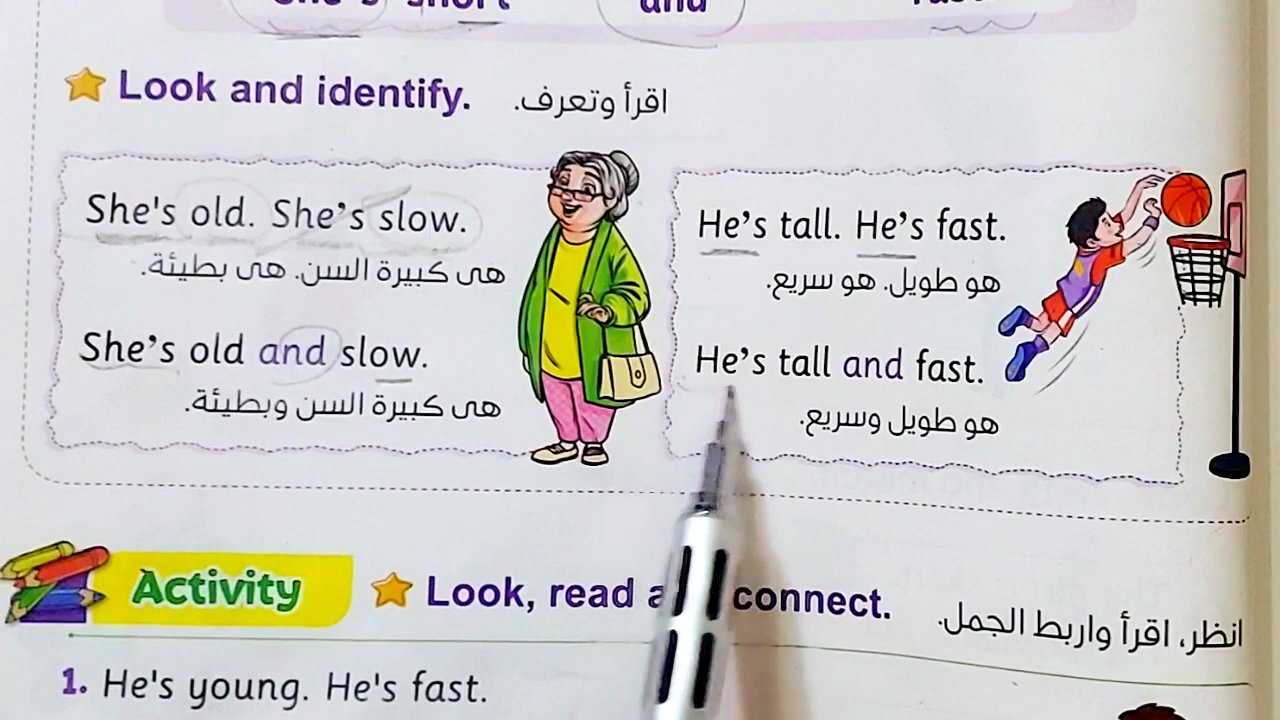 and
Look and identify.
اقرأ وتعرف.
She's old. She's slow.
هى كبيرة السن. هى بطيئة.
She's old and slow.
هى كبيرة السن وبطيئة.
He's tall. He's fast.
هو طويل. هو سريع.
He's tall and fast.
هو طويل وسريع.
Activity
Look, read connect.
انظر، اقرأ واربط الجمل.
1. He's young. He's fast.